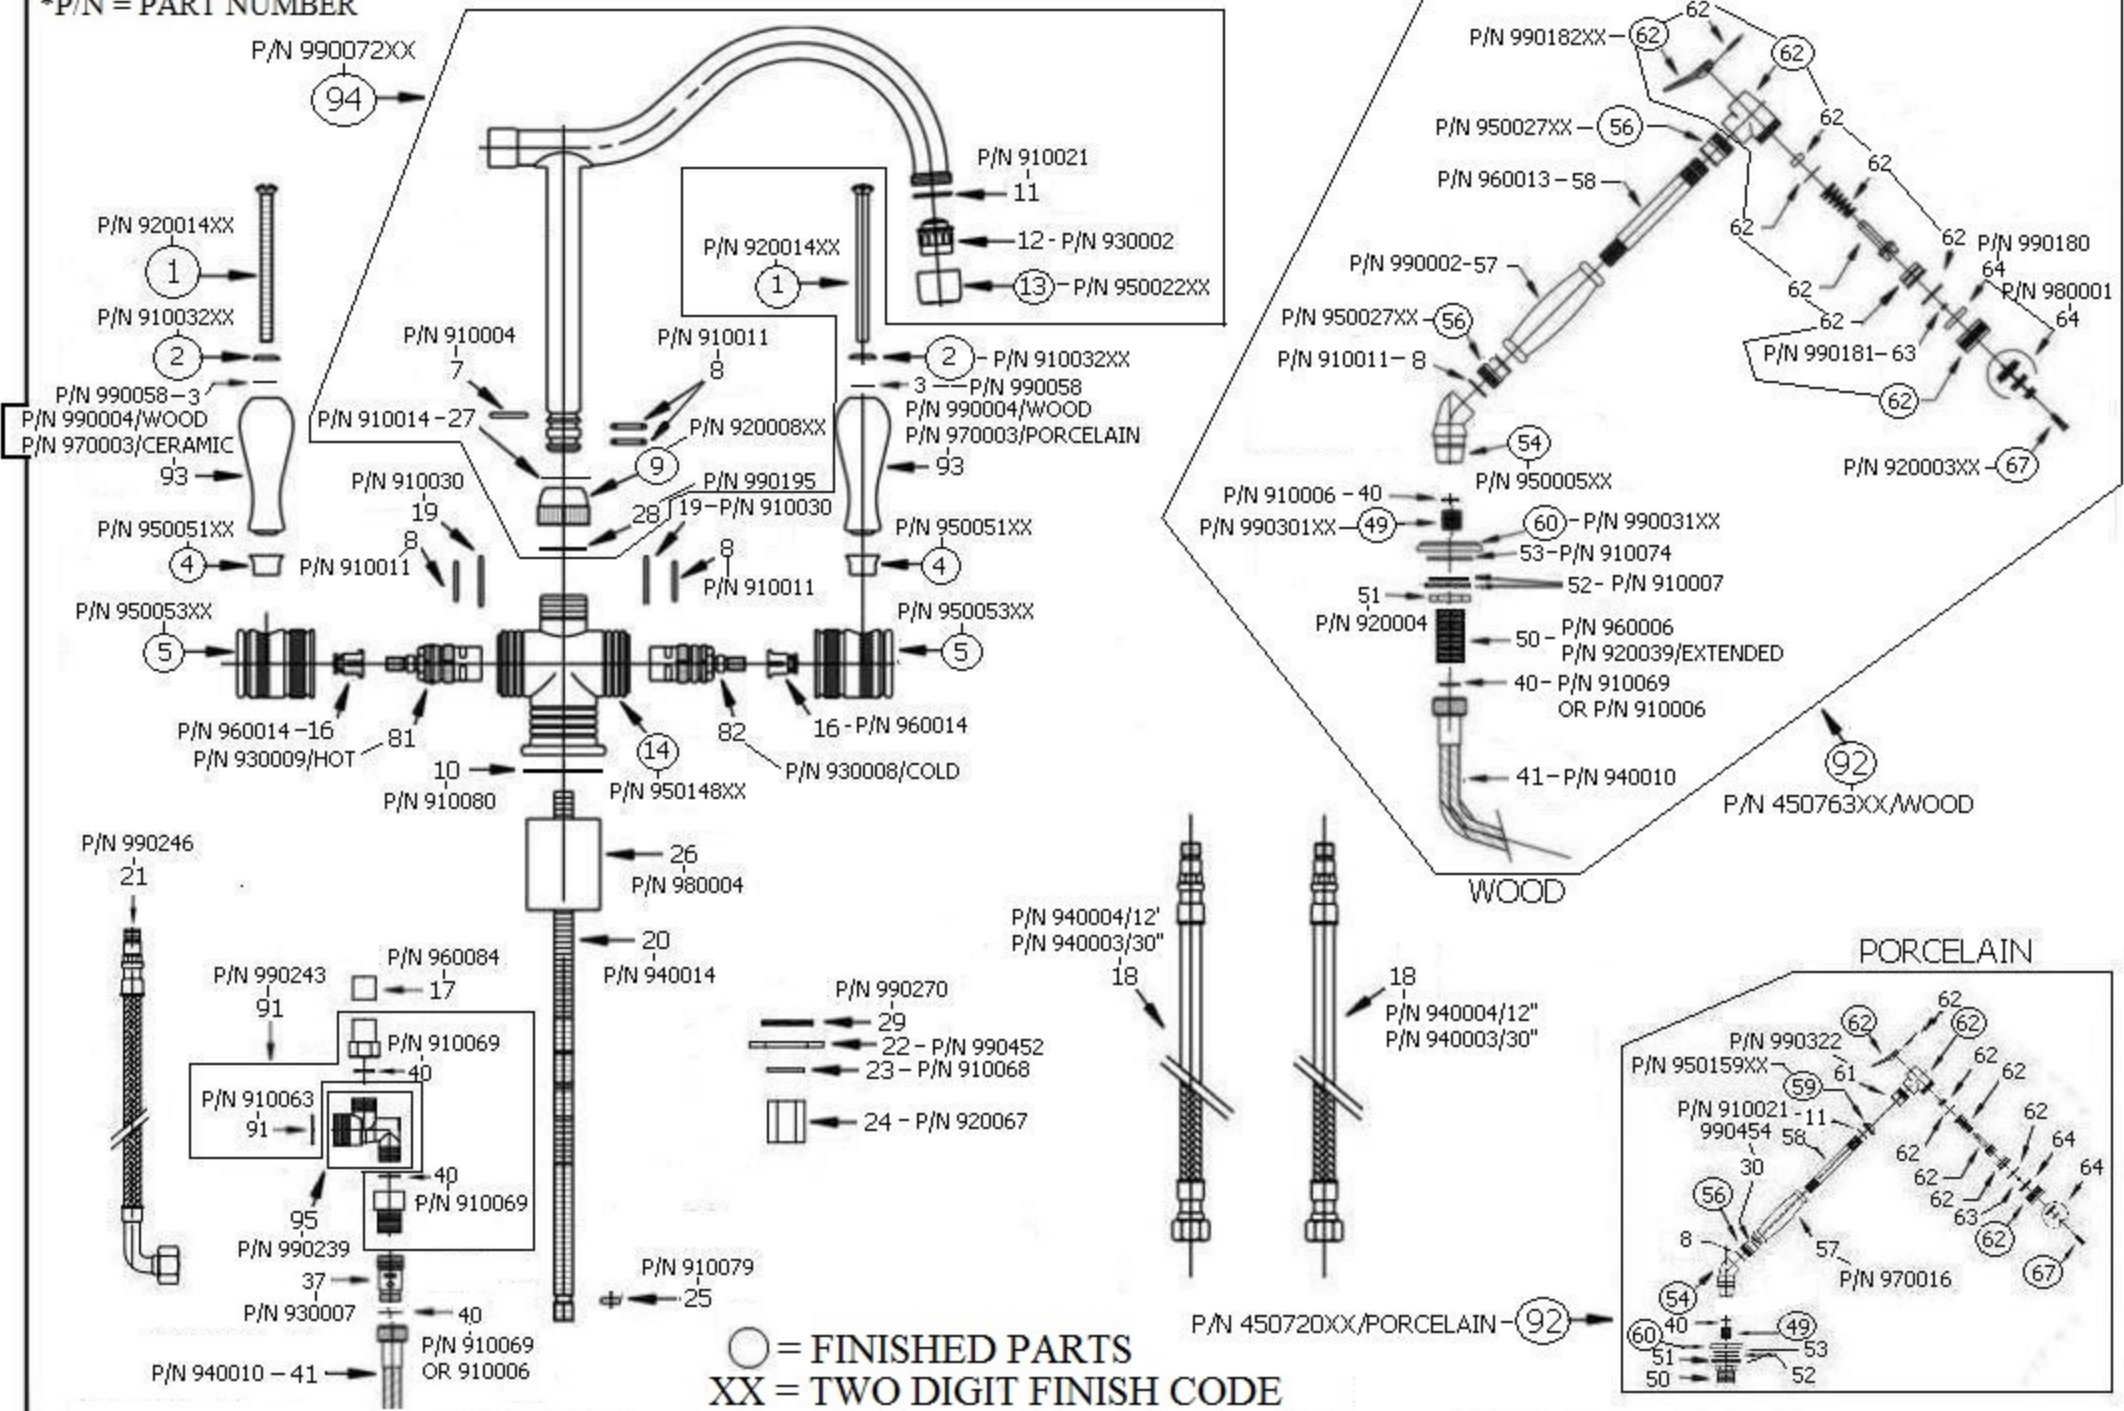 *P/N = PART NUMBER
P/N 990072XX
94
P/N 910021
11
12 - P/N 930002
13 - P/N 950022XX
P/N 920014XX
1
P/N 910032XX
2
P/N 990058 - 3
P/N 990004/WOOD
P/N 970003/CERAMIC
93
P/N 950051XX
4
P/N 950053XX
5
P/N 920014XX
1
2 - P/N 910032XX
3 - P/N 990058
P/N 990004/WOOD
P/N 970003/PORCELAIN
93
P/N 950051XX
4
P/N 950053XX
5
P/N 910004
7
P/N 910011
8
P/N 910014 - 27
P/N 920008XX
9
P/N 990195
28
19 - P/N 910030
P/N 910030
19
8
P/N 910011
8
P/N 910011
P/N 960014 - 16
P/N 930009/HOT
81
82
P/N 930008/COLD
16 - P/N 960014
14
P/N 950148XX
10
P/N 910080
26
P/N 980004
20
P/N 940014
P/N 990246
21
P/N 990243
91
P/N 960084
17
P/N 910069
40
P/N 910063
91
40
P/N 910069
95
P/N 990239
37
P/N 930007
40
P/N 910069
OR 910006
P/N 940010 - 41
P/N 910079
25
P/N 990270
29
22 - P/N 990452
23 - P/N 910068
24 - P/N 920067
P/N 940004/12'
P/N 940003/30"
18
18
P/N 940004/12"
P/N 940003/30"
= FINISHED PARTS
XX = TWO DIGIT FINISH CODE
P/N 990182XX - 62
62
62
62
62
62
62
62
62
62
P/N 950027XX - 56
P/N 960013 - 58
P/N 990002 - 57
P/N 950027XX - 56
P/N 910011 - 8
P/N 990180
64
P/N 980001
64
P/N 990181 - 63
P/N 920003XX - 67
54
P/N 950005XX
P/N 910006 - 40
P/N 990301XX - 49
60 - P/N 990031XX
53 - P/N 910074
52 - P/N 910007
51
P/N 920004
50 - P/N 960006
P/N 920039/EXTENDED
40 - P/N 910069
OR P/N 910006
41 - P/N 940010
92
P/N 450763XX/WOOD
WOOD
PORCELAIN
62
62
62
P/N 990322
61
P/N 950159XX
59
62
62
P/N 910021 - 11
990454
58
30
62
64
64
62
62
62
63
62
67
56
8
57
P/N 970016
54
40
49
60
53
51
52
50
P/N 450720XX/PORCELAIN - 92